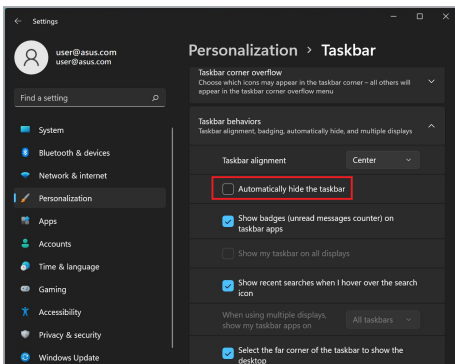 Settings
user@asus.com
user@asus.com
Find a setting
System
Bluetooth & devices
Network & internet
Personalization
Apps
Accounts
Time & language
Gaming
Accessibility
Privacy & security
Windows Update
Personalization > Taskbar
Taskbar corner overflow
Choose which icons may appear in the taskbar corner – all others will
appear in the taskbar corner overflow menu
Taskbar behaviors
Taskbar alignment, badging, automatically hide, and multiple displays
Taskbar alignment
Center
Automatically hide the taskbar
Show badges (unread messages counter) on
taskbar apps
Show my taskbar on all displays
Show recent searches when I hover over the search
icon
When using multiple displays,
show my taskbar apps on
All taskbars
Select the far corner of the taskbar to show the
desktop